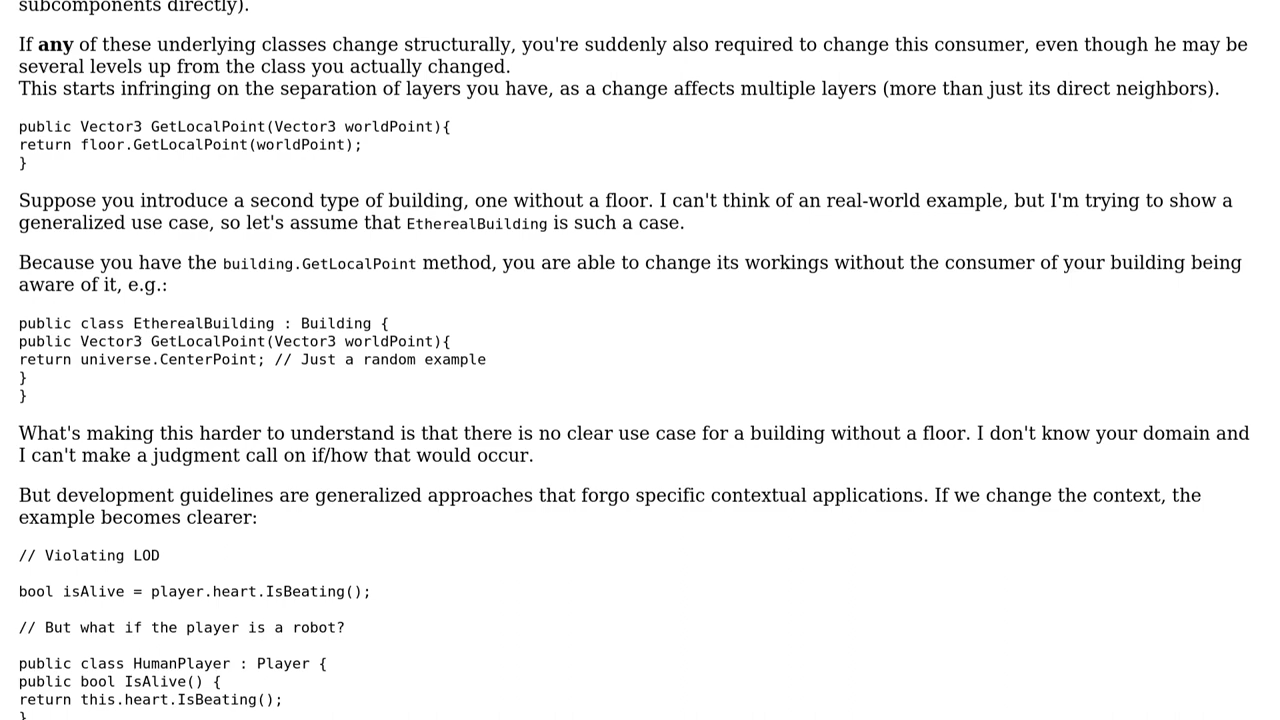 subcomponents directly).
If any of these underlying classes change structurally, you're suddenly also required to change this consumer, even though he may be
several levels up from the class you actually changed.
This starts infringing on the separation of layers you have, as a change affects multiple layers (more than just its direct neighbors).
public Vector3 GetLocalPoint(Vector3 worldPoint){
return floor.GetLocalPoint(worldPoint);
}
Suppose you introduce a second type of building, one without a floor. I can't think of an real-world example, but I'm trying to show a
generalized use case, so let's assume that EtherealBuilding is such a case.
Because you have the building.GetLocalPoint method, you are able to change its workings without the consumer of your building being
aware of it, e.g.:
public class EtherealBuilding : Building {
public Vector3 GetLocalPoint(Vector3 worldPoint){
return universe.CenterPoint; // Just a random example
}
}
What's making this harder to understand is that there is no clear use case for a building without a floor. I don't know your domain and
I can't make a judgment call on if/how that would occur.
But development guidelines are generalized approaches that forgo specific contextual applications. If we change the context, the
example becomes clearer:
// Violating LOD
bool isAlive = player.heart.IsBeating();
// But what if the player is a robot?
public class HumanPlayer : Player {
public bool IsAlive() {
return this.heart.IsBeating();
}